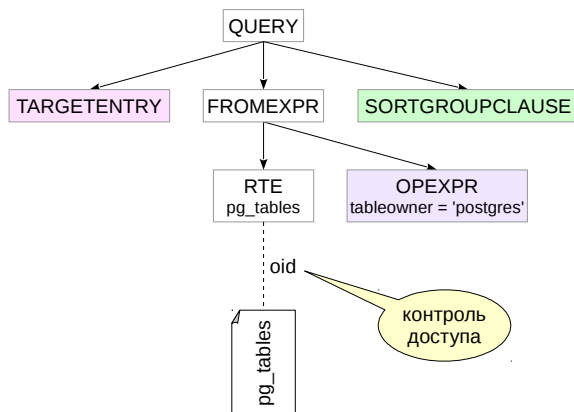 QUERY
TARGETENTRY
FROMEXPR
SORTGROUPCLAUSE
RTE
pg_tables
OPEXPR
tableowner = 'postgres'
oid
контроль
доступа
pg_tables